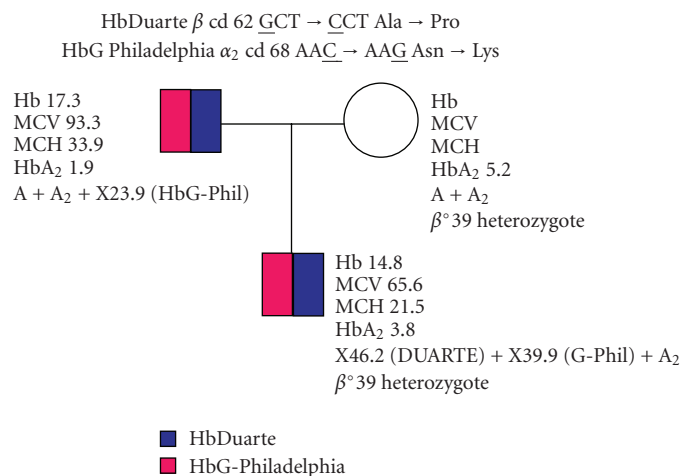 HbDuarte β cd 62 GCT → CCT Ala → Pro
HbG Philadelphia α₂ cd 68 AAC → AAG Asn → Lys
Hb 17.3
MCV 93.3
MCH 33.9
HbA₂ 1.9
A + A₂ + X23.9 (HbG-Phil)
Hb
MCV
MCH
HbA₂ 5.2
A + A₂
β°39 heterozygote
Hb 14.8
MCV 65.6
MCH 21.5
HbA₂ 3.8
X46.2 (DUARTE) + X39.9 (G-Phil) + A₂
β°39 heterozygote
HbDuarte
HbG-Philadelphia